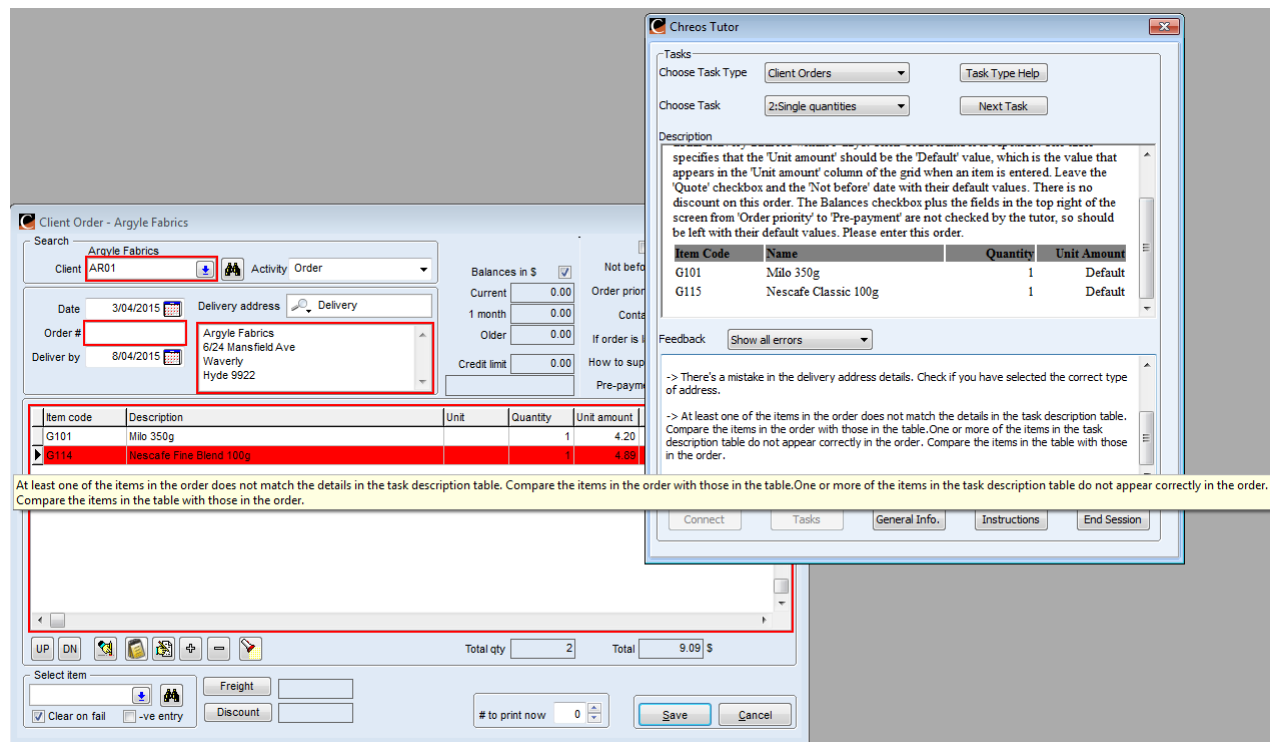 Chreos Tutor
Tasks
Choose Task Type Client Orders Task Type Help
Choose Task 2:Single quantities Next Task
Description
specifies that the 'Unit amount' should be the 'Default' value, which is the value that
appears in the 'Unit amount' column of the grid when an item is entered. Leave the
'Quote' checkbox and the 'Not before' date with their default values. There is no
discount on this order. The Balances checkbox plus the fields in the top right of the
screen from 'Order priority' to 'Pre-payment' are not checked by the tutor, so should
be left with their default values. Please enter this order.
Item Code Name Quantity Unit Amount
G101 Milo 350g 1 Default
G115 Nescafe Classic 100g 1 Default
Feedback Show all errors
-> There's a mistake in the delivery address details. Check if you have selected the correct type
of address.
-> At least one of the items in the order does not match the details in the task description table.
Compare the items in the order with those in the table.One or more of the items in the task
description table do not appear correctly in the order. Compare the items in the table with those
in the order.
Connect Tasks General Info. Instructions End Session
Client Order - Argyle Fabrics
Search
Argyle Fabrics
Client AR01 Activity Order
Date 3/04/2015 Delivery address Delivery
Order #
Deliver by 8/04/2015
Argyle Fabrics
6/24 Mansfield Ave
Waverly
Hyde 9922
Balances in $
Current 0.00
1 month 0.00
Older 0.00
Credit limit 0.00
Not befo
Order prior
Conta
If order is l
How to sup
Pre-payme
Item code Description Unit Quantity Unit amount
G101 Milo 350g 1 4.20
G114 Nescafe Fine Blend 100g 1 4.89
At least one of the items in the order does not match the details in the task description table. Compare the items in the order with those in the table.One or more of the items in the task description table do not appear correctly in the order.
Compare the items in the table with those in the order.
UP DN Total qty 2 Total 9.09 $
Select item
Clear on fail -ve entry
Freight
Discount
# to print now 0 Save Cancel